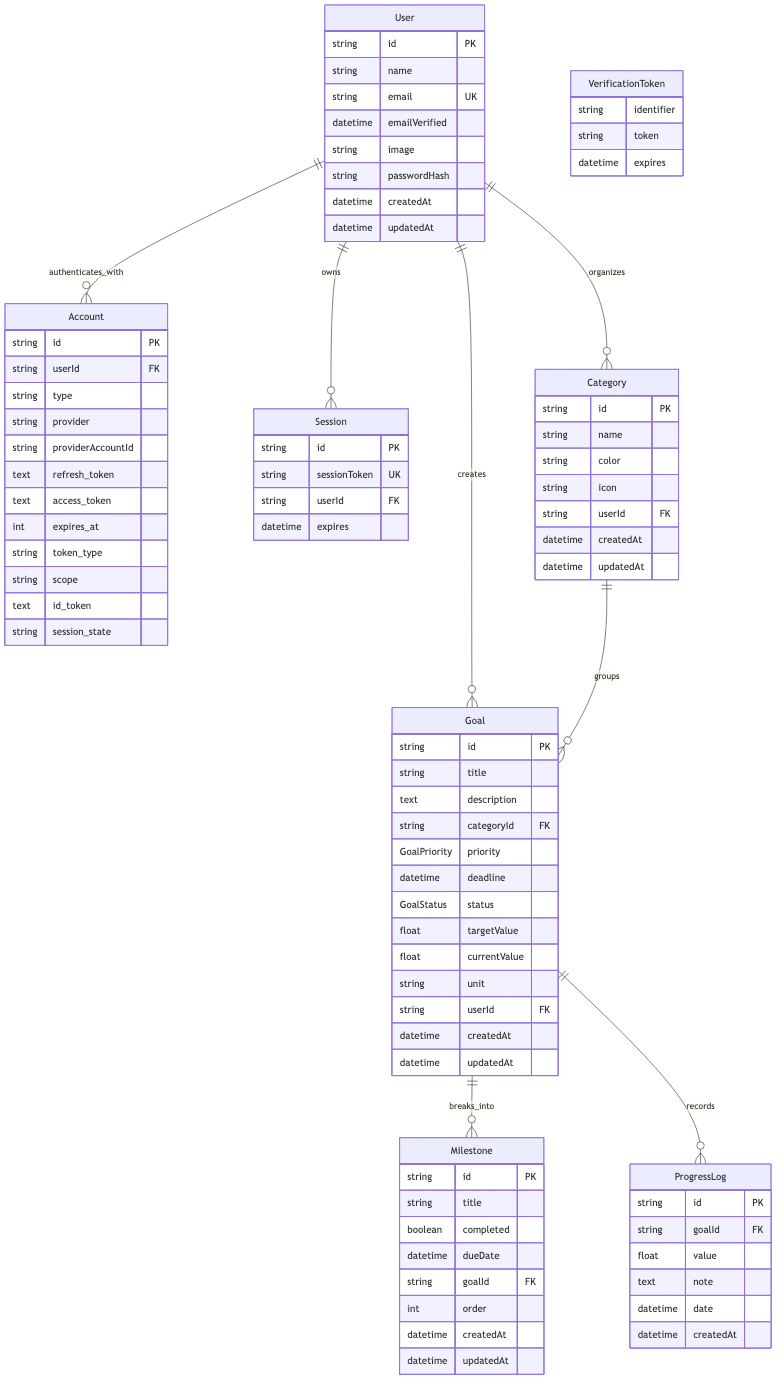 User
string id PK
string name
string email UK
datetime emailVerified
string image
string passwordHash
datetime createdAt
datetime updatedAt
VerificationToken
string identifier
string token
datetime expires
authenticates_with
owns
creates
organizes
Account
string id PK
string userId FK
string type
string provider
string providerAccountId
text refresh_token
text access_token
int expires_at
string token_type
string scope
text id_token
string session_state
Session
string id PK
string sessionToken UK
string userId FK
datetime expires
Category
string id PK
string name
string color
string icon
string userId FK
datetime createdAt
datetime updatedAt
groups
Goal
string id PK
string title
text description
string categoryId FK
GoalPriority priority
datetime deadline
GoalStatus status
float targetValue
float currentValue
string unit
string userId FK
datetime createdAt
datetime updatedAt
breaks_into
records
Milestone
string id PK
string title
boolean completed
datetime dueDate
string goalId FK
int order
datetime createdAt
datetime updatedAt
ProgressLog
string id PK
string goalId FK
float value
text note
datetime date
datetime createdAt